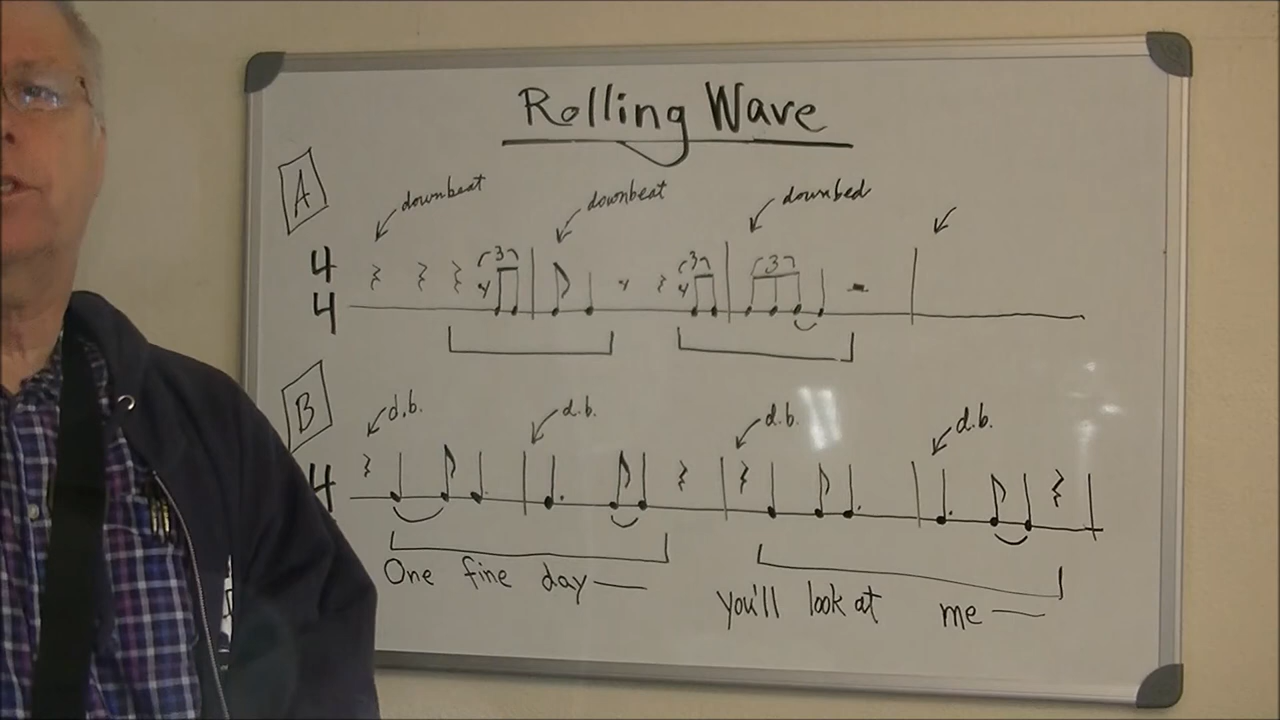 Rolling Wave
A
downbeat downbeat downbed
4
4
3 3 3
B
d.b. d.b. d.b. d.b.
4
One fine day
you'll look at me